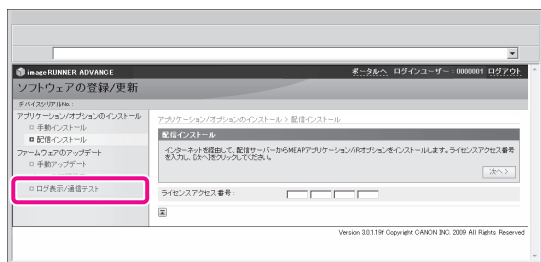 imageRUNNER ADVANCE
ポータルへ ログインユーザー : 0000001 ログアウト
ソフトウェアの登録/更新
デバイスシリアルNo. :
アプリケーション/オプションのインストール
手動インストール
配信インストール
ファームウェアのアップデート
手動アップデート
ログ表示/通信テスト
アプリケーション/オプションのインストール > 配信インストール
配信インストール
インターネットを経由して、配信サーバーからMEAPアプリケーション/iRオプションをインストールします。ライセンスアクセス番号
を入力し、[次へ]をクリックしてください。
次へ >
ライセンスアクセス番号 :
Version 3.0.1.19f Copyright CANON INC. 2009 All Rights Reserved